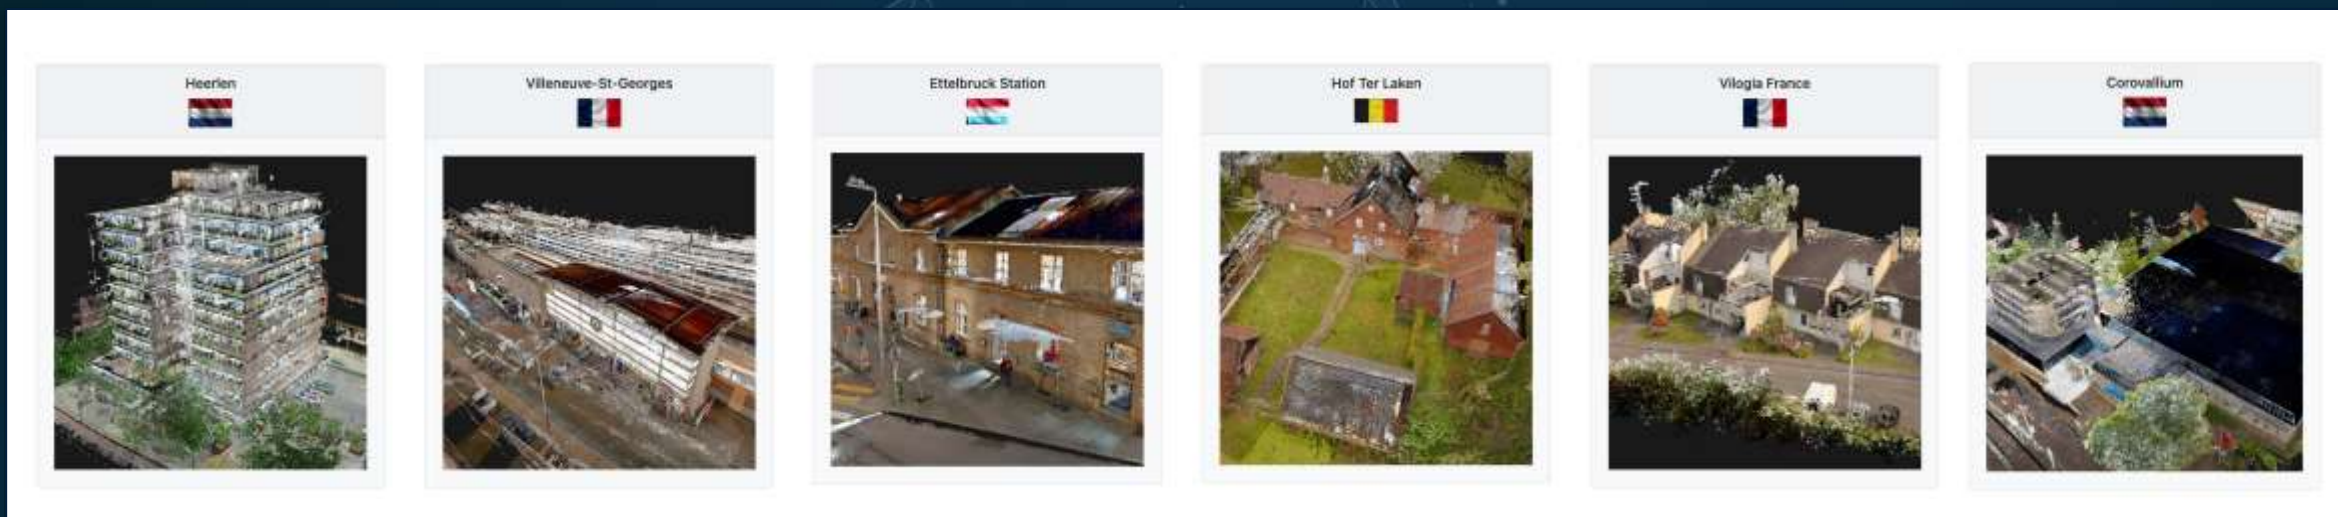 Heerlen
Villeneuve-St-Georges
Ettelbruck Station
Hof Ter Laken
Vilogia France
Corovallium